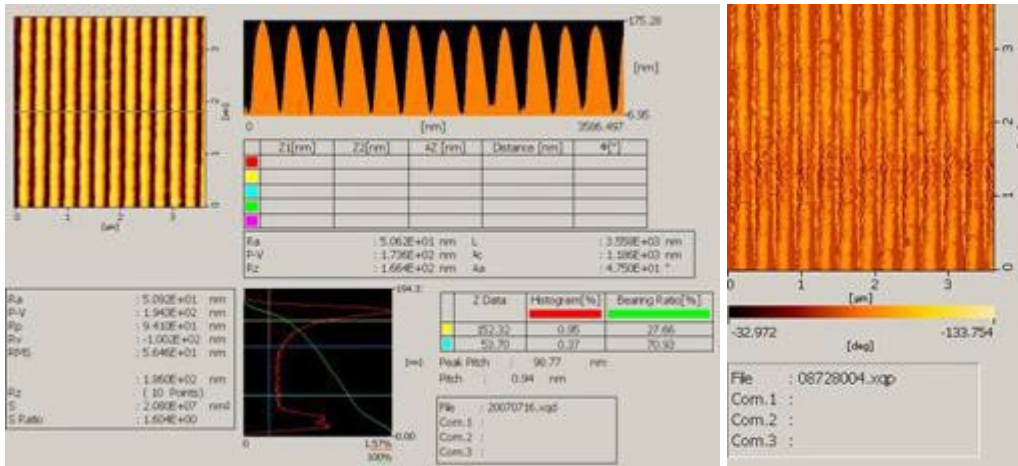 175.28
[nm]
6.95
0 [nm] 3586.497
3
2
1
0
[μm]
0 1 2 3
[μm]
Z1[nm] Z2[nm] ΔZ [nm] Distance [nm] Φ[°]
Ra : 5.062E+01 nm L : 3.558E+03 nm
P-V : 1.736E+02 nm λc : 1.186E+03 nm
Rz : 1.664E+02 nm λa : 4.750E+01 °
Ra : 5.092E+01 nm
P-V : 1.943E+02 nm
Rp : 9.410E+01 nm
Rv : -1.002E+02 nm
RMS : 5.646E+01 nm
Rz : 1.860E+02 nm
( 10 Points)
S : 2.080E+07 nm²
S Ratio : 1.604E+00
194.3
[nm]
0.00
0 1.57%
100%
Z Data Histogram[%] Bearing Ratio[%]
152.32 0.95 27.66
53.70 0.37 70.93
Peak Pitch : 98.77 nm
Pitch : 0.94 nm
File : 20070716.xqd
Com.1 :
Com.2 :
Com.3 :
3
2
1
0
0 1 2 3
[μm]
-32.972 -133.754
[deg]
File : 08728004.xqp
Com.1 :
Com.2 :
Com.3 :